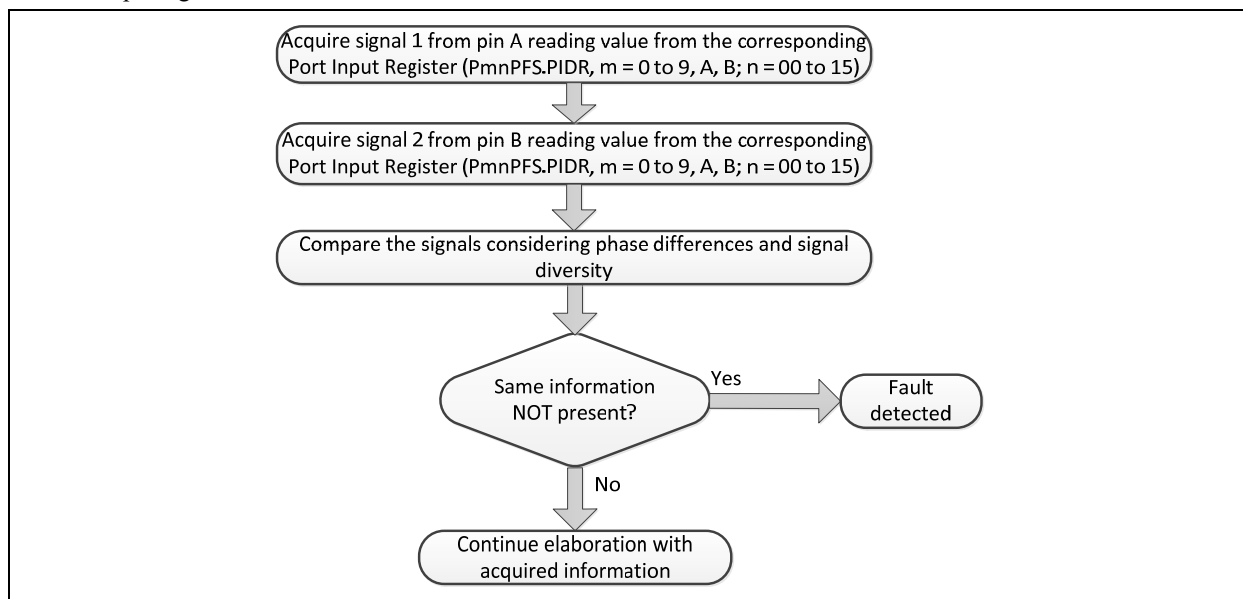 Acquire signal 1 from pin A reading value from the corresponding
Port Input Register (PmnPFS.PIDR, m = 0 to 9, A, B; n = 00 to 15)
Acquire signal 2 from pin B reading value from the corresponding
Port Input Register (PmnPFS.PIDR, m = 0 to 9, A, B; n = 00 to 15)
Compare the signals considering phase differences and signal
diversity
Same information
NOT present?
Yes
Fault
detected
No
Continue elaboration with
acquired information